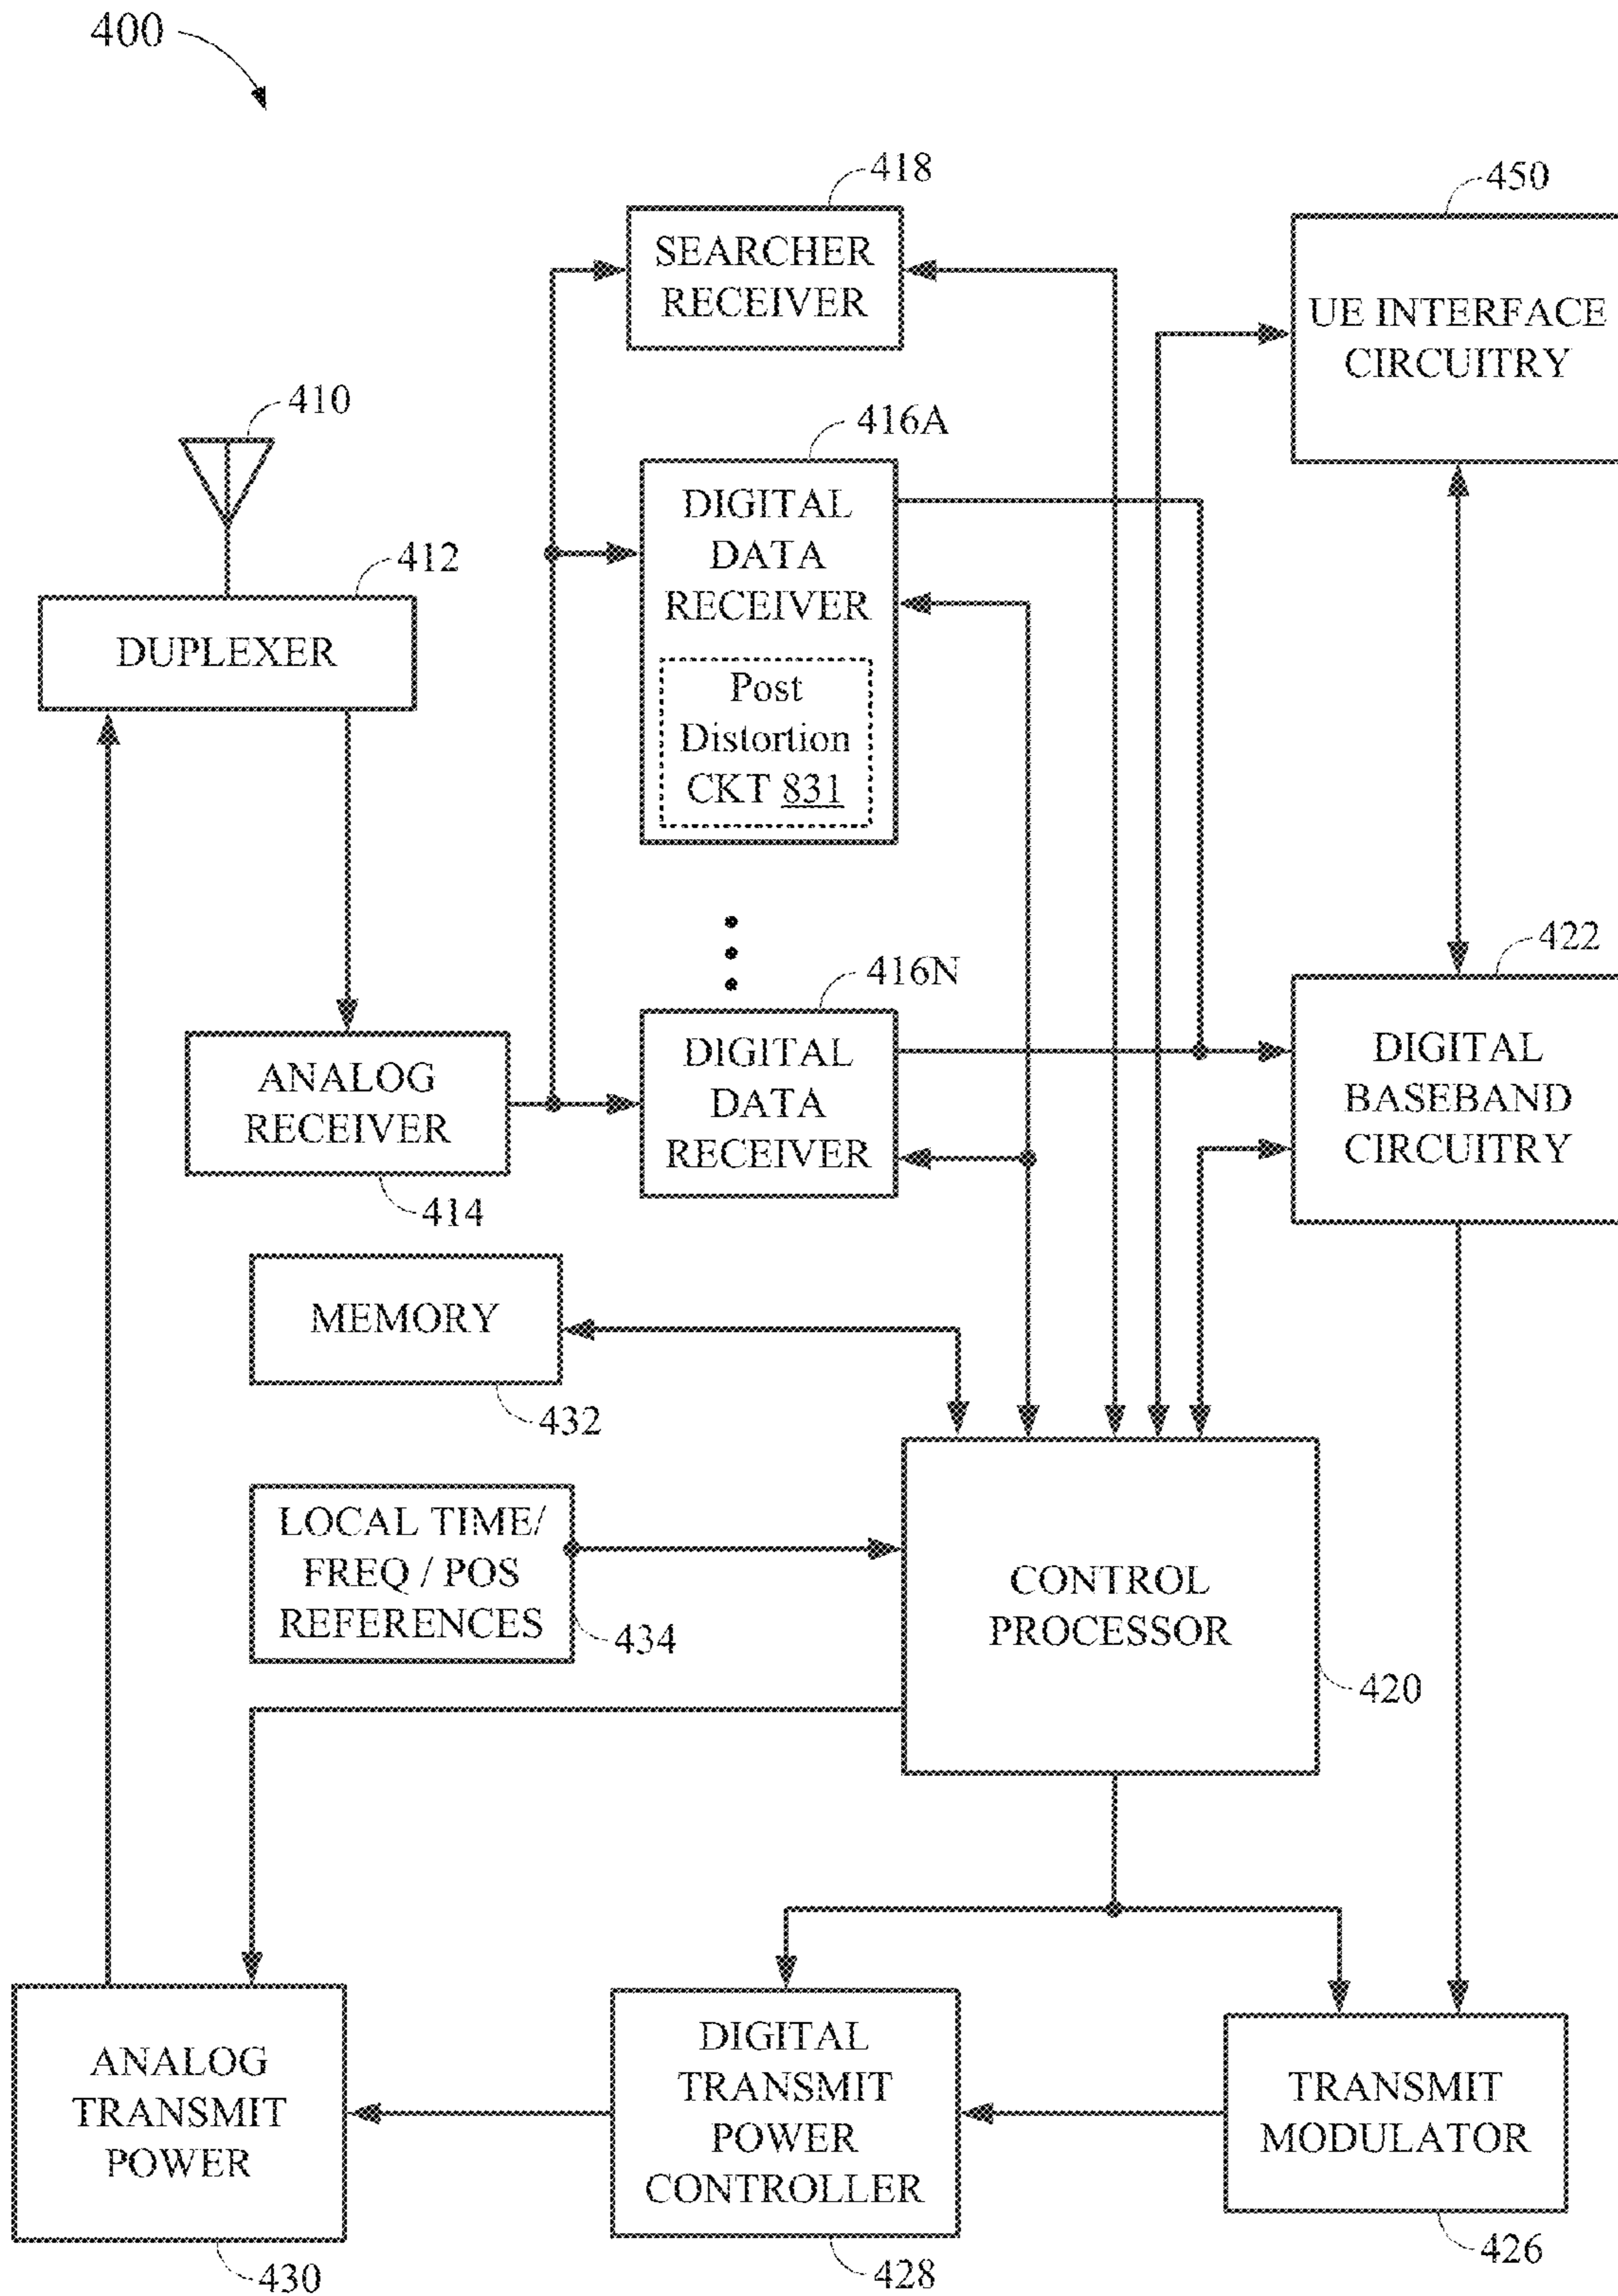 400
418
SEARCHER
RECEIVER
450
UE INTERFACE
CIRCUITRY
410
416A
DIGITAL
DATA
RECEIVER
Post
Distortion
CKT 831
412
DUPLEXER
416N
DIGITAL
DATA
RECEIVER
422
DIGITAL
BASEBAND
CIRCUITRY
ANALOG
RECEIVER
414
MEMORY
432
LOCAL TIME/
FREQ / POS
REFERENCES
434
CONTROL
PROCESSOR
420
ANALOG
TRANSMIT
POWER
430
DIGITAL
TRANSMIT
POWER
CONTROLLER
428
TRANSMIT
MODULATOR
426